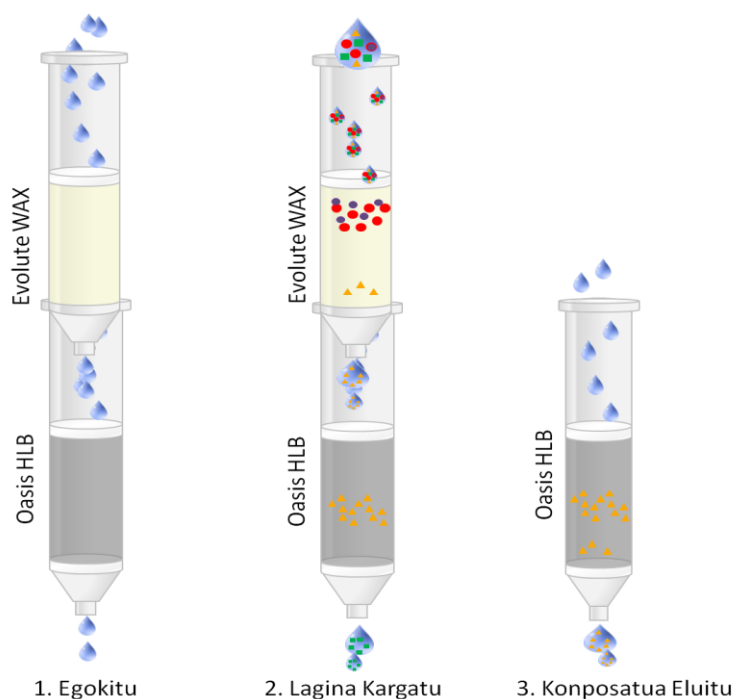 Evolute WAX
Oasis HLB
1. Egokitu
Evolute WAX
Oasis HLB
2. Lagina Kargatu
Oasis HLB
3. Konposatua Eluitu